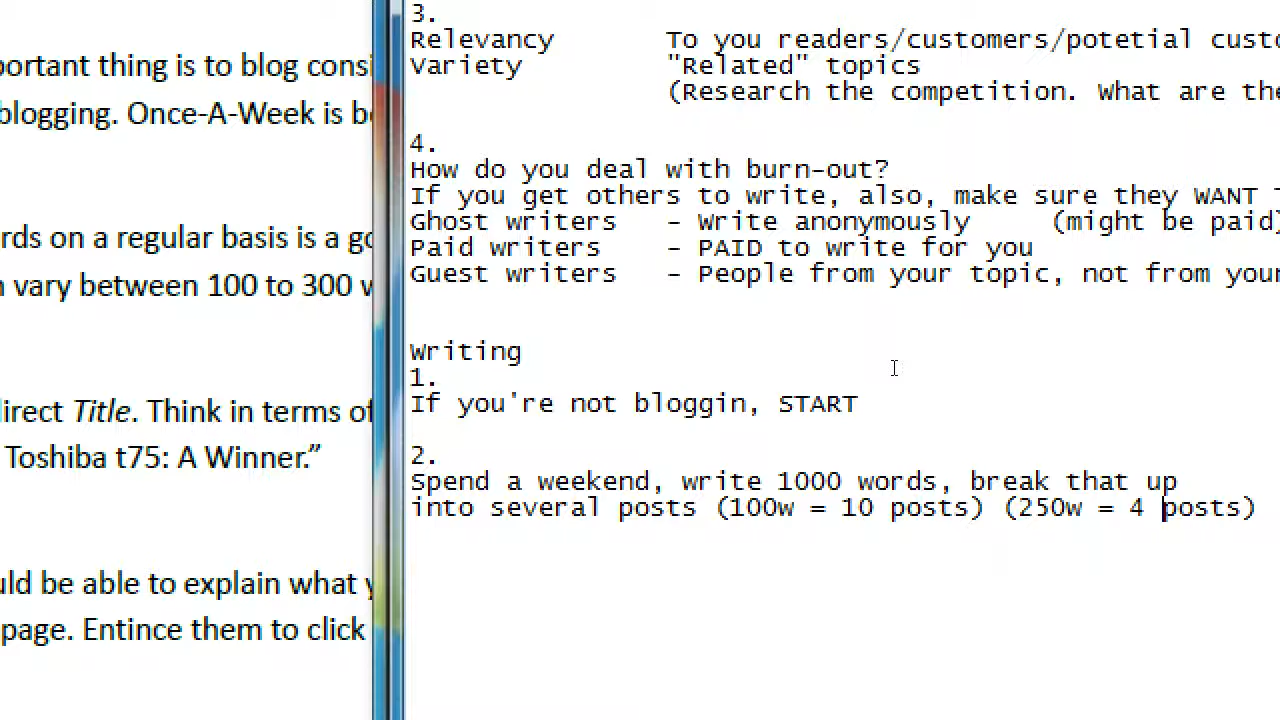 portant thing is to blog consi
blogging. Once-A-Week is be
rds on a regular basis is a go
n vary between 100 to 300 w
direct Title. Think in terms of
Toshiba t75: A Winner.”
uld be able to explain what y
page. Entince them to click
3.
Relevancy To you readers/customers/potetial custo
Variety "Related" topics
(Research the competition. What are the
4.
How do you deal with burn-out?
If you get others to write, also, make sure they WANT T
Ghost writers - Write anonymously (might be paid)
Paid writers - PAID to write for you
Guest writers - People from your topic, not from your
Writing
1.
If you're not bloggin, START
2.
Spend a weekend, write 1000 words, break that up
into several posts (100w = 10 posts) (250w = 4 posts)